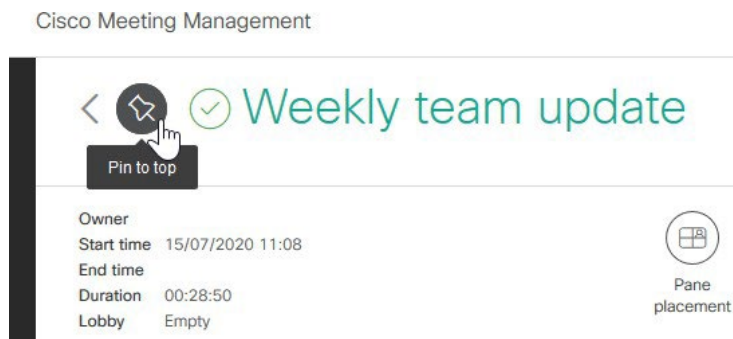 Cisco Meeting Management
Weekly team update
Pin to top
Owner
Start time 15/07/2020 11:08
End time
Duration 00:28:50
Lobby Empty
Pane
placement